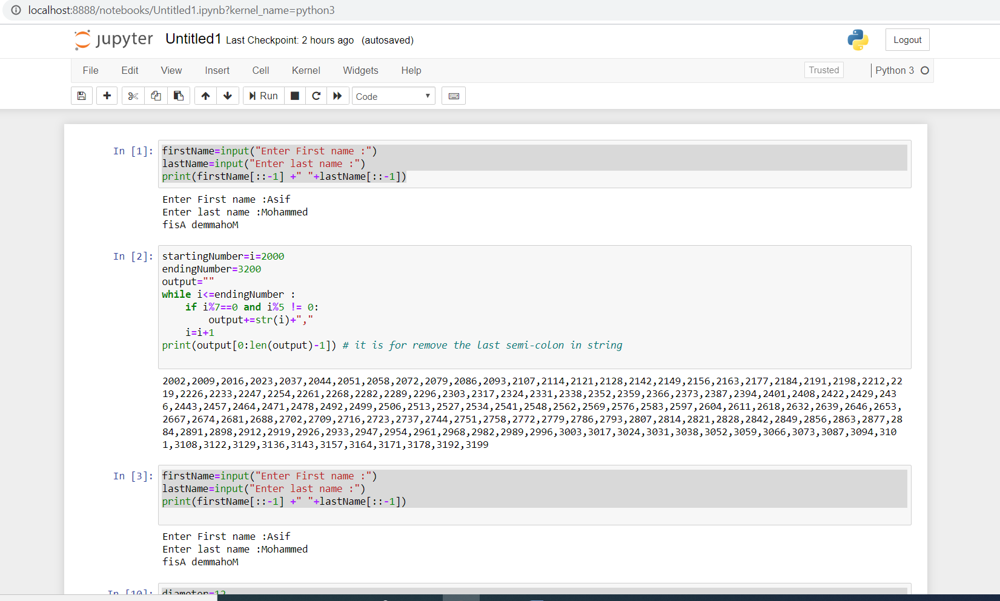 localhost:8888/notebooks/Untitled1.ipynb?kernel_name=python3
jupyter Untitled1 Last Checkpoint: 2 hours ago (autosaved) Logout
File Edit View Insert Cell Kernel Widgets Help Trusted Python 3
Run Code
In [1]: firstName=input("Enter First name :")
lastName=input("Enter last name :")
print(firstName[::-1] +" "+lastName[::-1])
Enter First name :Asif
Enter last name :Mohammed
fisA demmahoM
In [2]: startingNumber=i=2000
endingNumber=3200
output=""
while i<=endingNumber :
    if i%7==0 and i%5 != 0:
        output+=str(i)+","
    i=i+1
print(output[0:len(output)-1]) # it is for remove the last semi-colon in string
2002,2009,2016,2023,2037,2044,2051,2058,2072,2079,2086,2093,2107,2114,2121,2128,2142,2149,2156,2163,2177,2184,2191,2198,2212,22
19,2226,2233,2247,2254,2261,2268,2282,2289,2296,2303,2317,2324,2331,2338,2352,2359,2366,2373,2387,2394,2401,2408,2422,2429,243
6,2443,2457,2464,2471,2478,2492,2499,2506,2513,2527,2534,2541,2548,2562,2569,2576,2583,2597,2604,2611,2618,2632,2639,2646,2653,
2667,2674,2681,2688,2702,2709,2716,2723,2737,2744,2751,2758,2772,2779,2786,2793,2807,2814,2821,2828,2842,2849,2856,2863,2877,28
84,2891,2898,2912,2919,2926,2933,2947,2954,2961,2968,2982,2989,2996,3003,3017,3024,3031,3038,3052,3059,3066,3073,3087,3094,310
1,3108,3122,3129,3136,3143,3157,3164,3171,3178,3192,3199
In [3]: firstName=input("Enter First name :")
lastName=input("Enter last name :")
print(firstName[::-1] +" "+lastName[::-1])
Enter First name :Asif
Enter last name :Mohammed
fisA demmahoM
In [10]: diameter=12